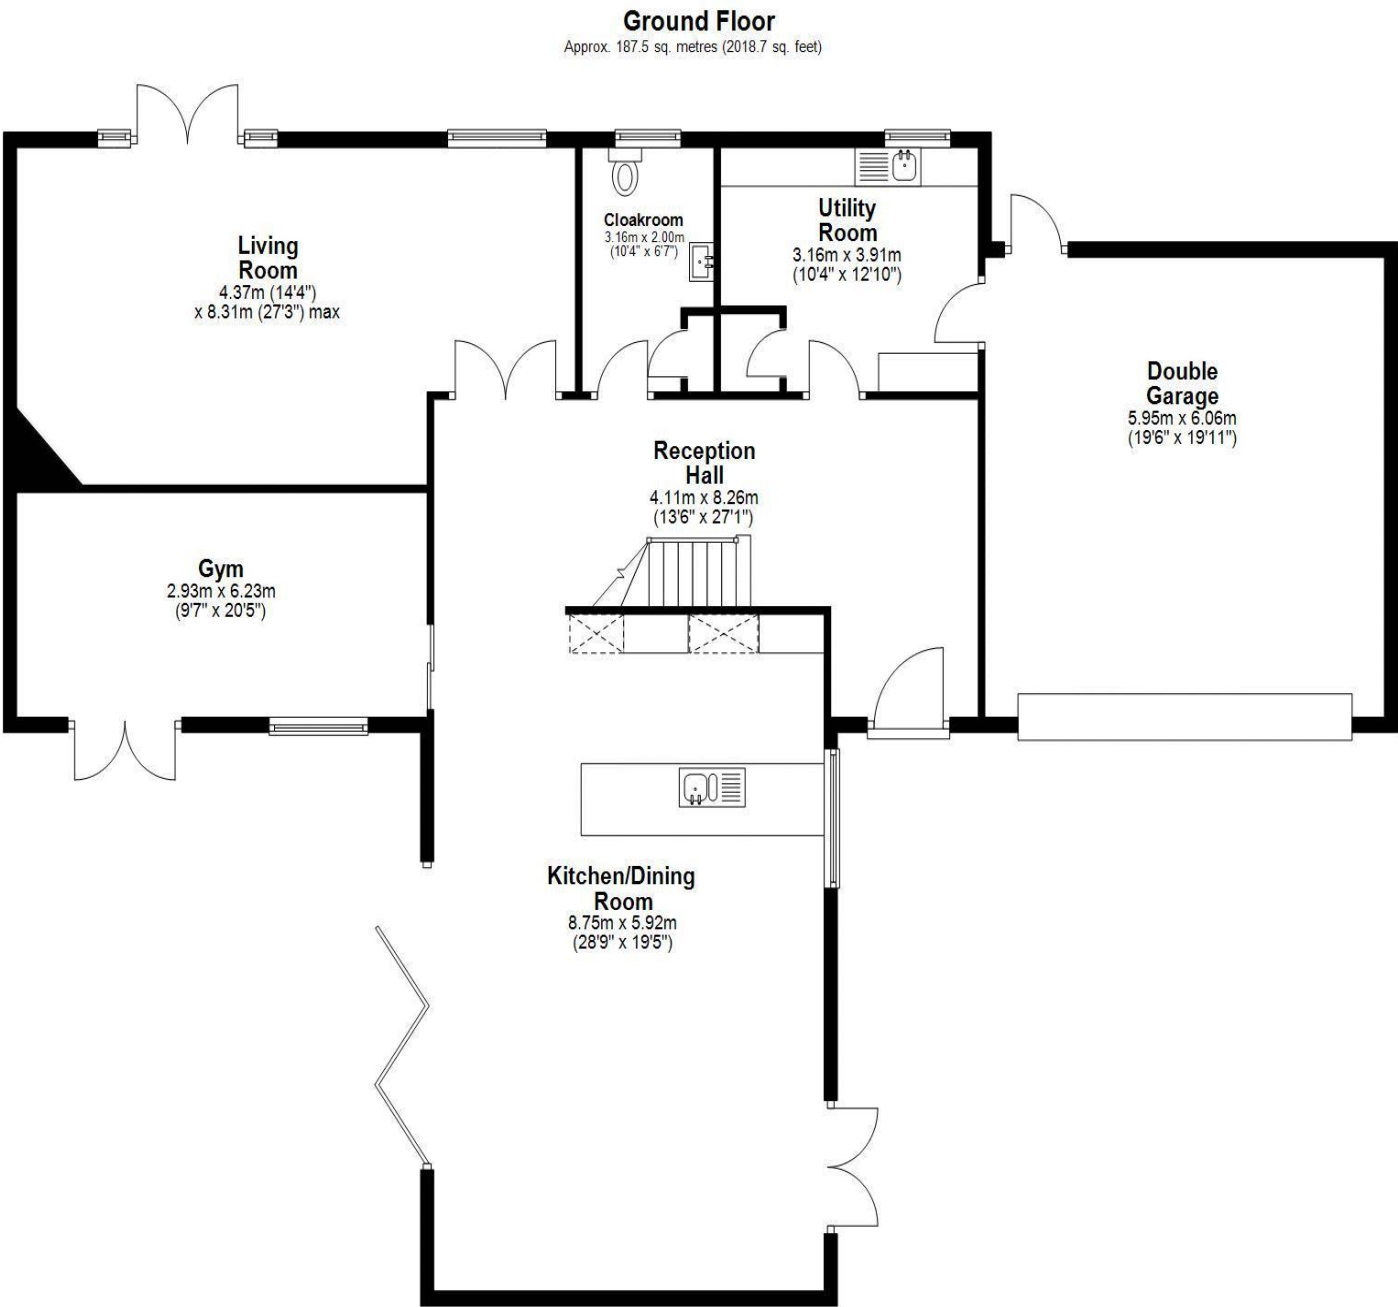 Ground Floor
Approx. 187.5 sq. metres (2018.7 sq. feet)
Living
Room
4.37m (14'4")
x 8.31m (27'3") max
Cloakroom
3.16m x 2.00m
(10'4" x 6'7")
Utility
Room
3.16m x 3.91m
(10'4" x 12'10")
Double
Garage
5.95m x 6.06m
(19'6" x 19'11")
Reception
Hall
4.11m x 8.26m
(13'6" x 27'1")
Gym
2.93m x 6.23m
(9'7" x 20'5")
Kitchen/Dining
Room
8.75m x 5.92m
(28'9" x 19'5")